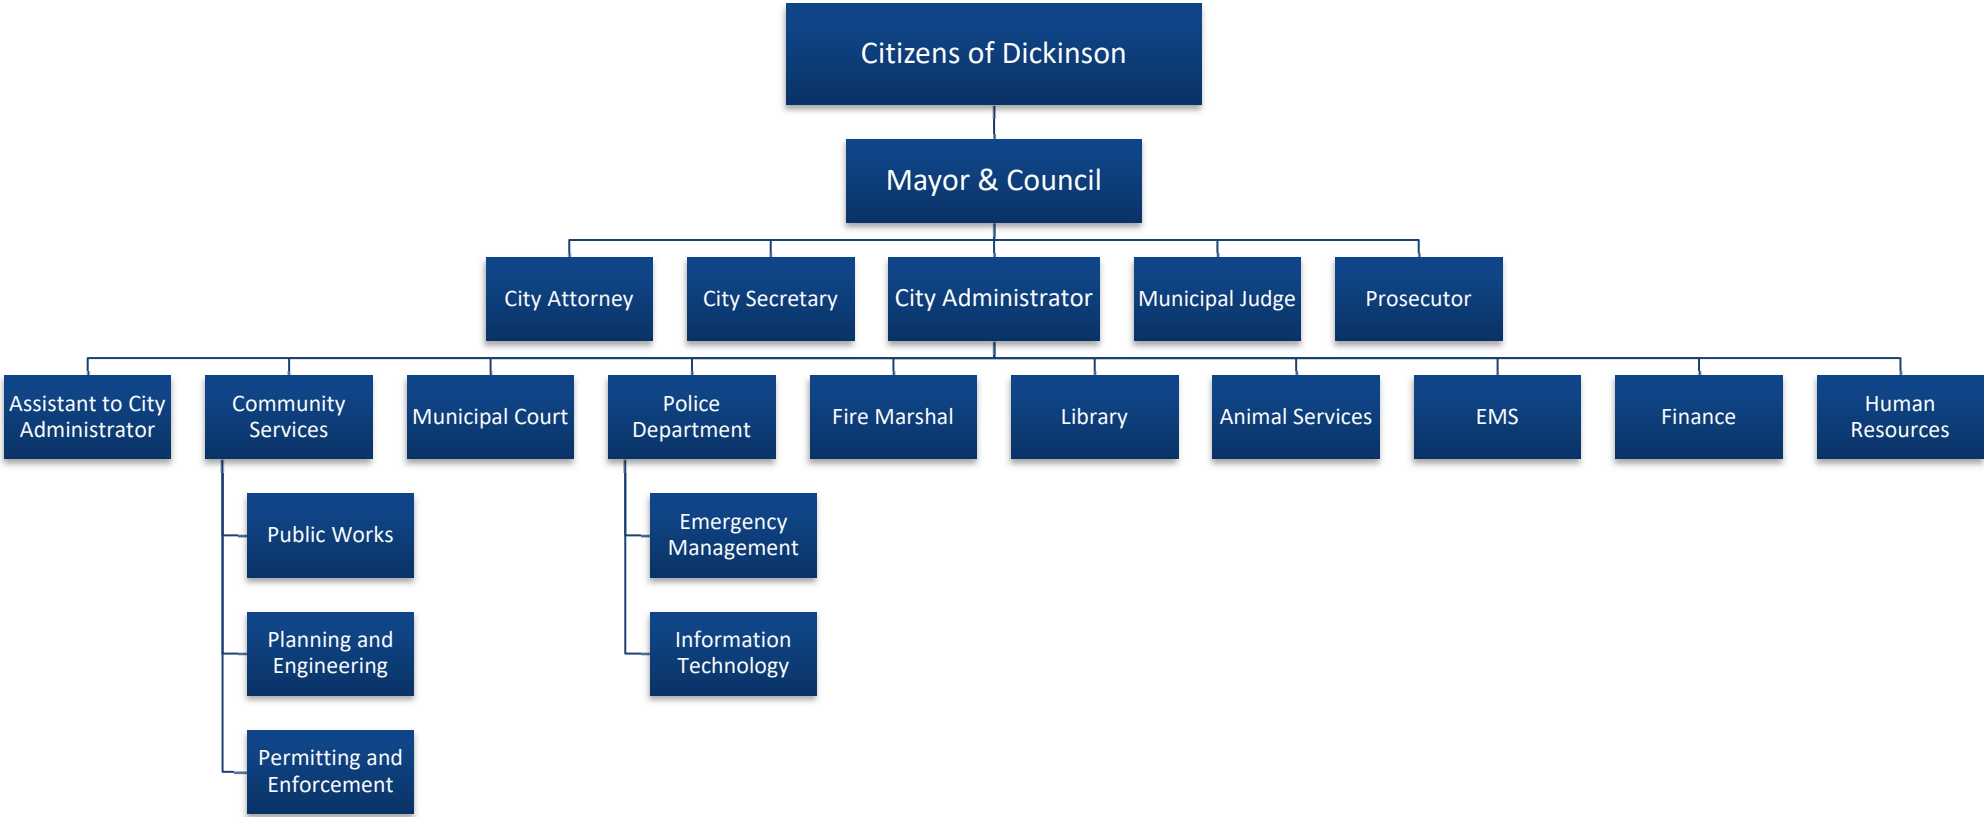 Citizens of Dickinson
Mayor & Council
City Attorney
City Secretary
City Administrator
Municipal Judge
Prosecutor
Assistant to City
Administrator
Community
Services
Municipal Court
Police
Department
Fire Marshal
Library
Animal Services
EMS
Finance
Human
Resources
Public Works
Planning and
Engineering
Permitting and
Enforcement
Emergency
Management
Information
Technology